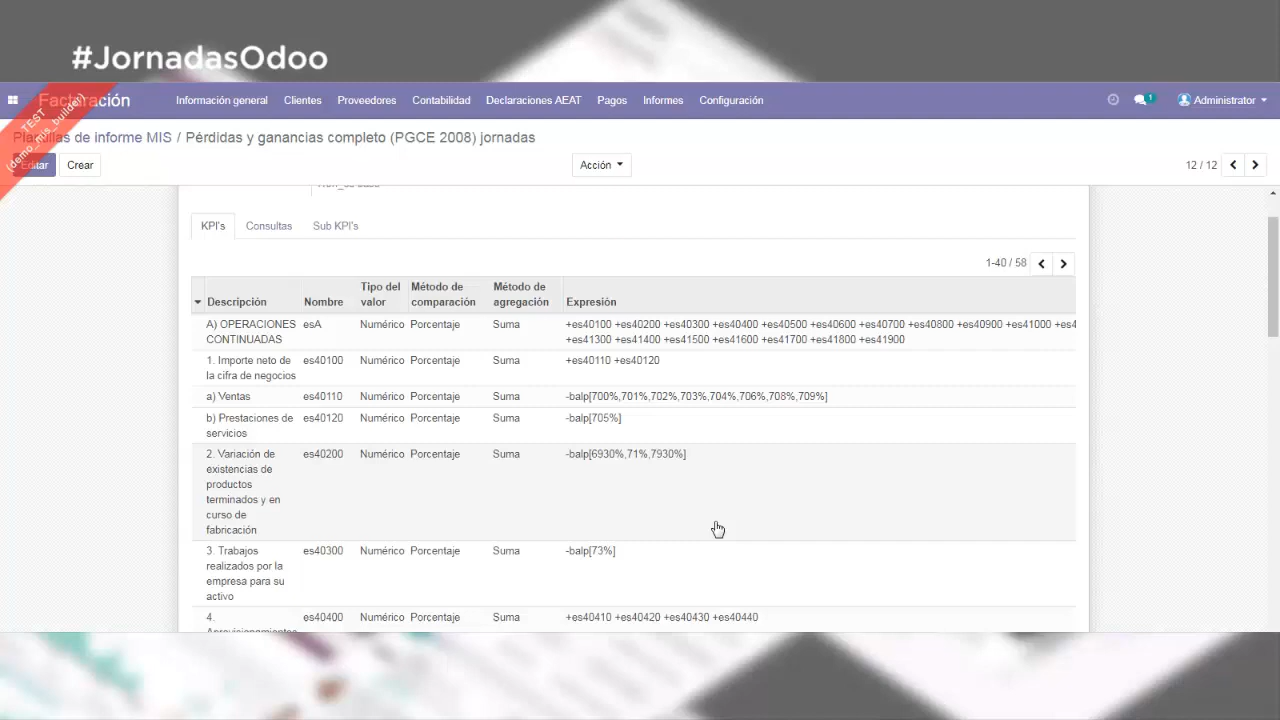 #JornadasOdoo
TEST
(demo_mis_builder)
Facturación Información general Clientes Proveedores Contabilidad Declaraciones AEAT Pagos Informes Configuración 1 Administrator
Plantillas de informe MIS / Pérdidas y ganancias completo (PGCE 2008) jornadas
Editar Crear Acción 12 / 12
KPI's Consultas Sub KPI's
1-40 / 58
Descripción Nombre Tipo del valor Método de comparación Método de agregación Expresión
A) OPERACIONES CONTINUADAS esA Numérico Porcentaje Suma +es40100 +es40200 +es40300 +es40400 +es40500 +es40600 +es40700 +es40800 +es40900 +es41000 +es4
+es41300 +es41400 +es41500 +es41600 +es41700 +es41800 +es41900
1. Importe neto de la cifra de negocios es40100 Numérico Porcentaje Suma +es40110 +es40120
a) Ventas es40110 Numérico Porcentaje Suma -balp[700%,701%,702%,703%,704%,706%,708%,709%]
b) Prestaciones de servicios es40120 Numérico Porcentaje Suma -balp[705%]
2. Variación de existencias de productos terminados y en curso de fabricación es40200 Numérico Porcentaje Suma -balp[6930%,71%,7930%]
3. Trabajos realizados por la empresa para su activo es40300 Numérico Porcentaje Suma -balp[73%]
4. Aprovisionamientos es40400 Numérico Porcentaje Suma +es40410 +es40420 +es40430 +es40440